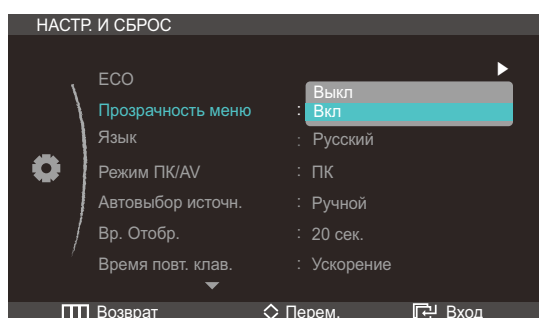 НАСТР. И СБРОС
ECO
Выкл
Прозрачность меню : Вкл
Язык : Русский
Режим ПК/AV : ПК
Автовыбор источн. : Ручной
Вр. Отобр. : 20 сек.
Время повт. клав. : Ускорение
Возврат Перем. Вход